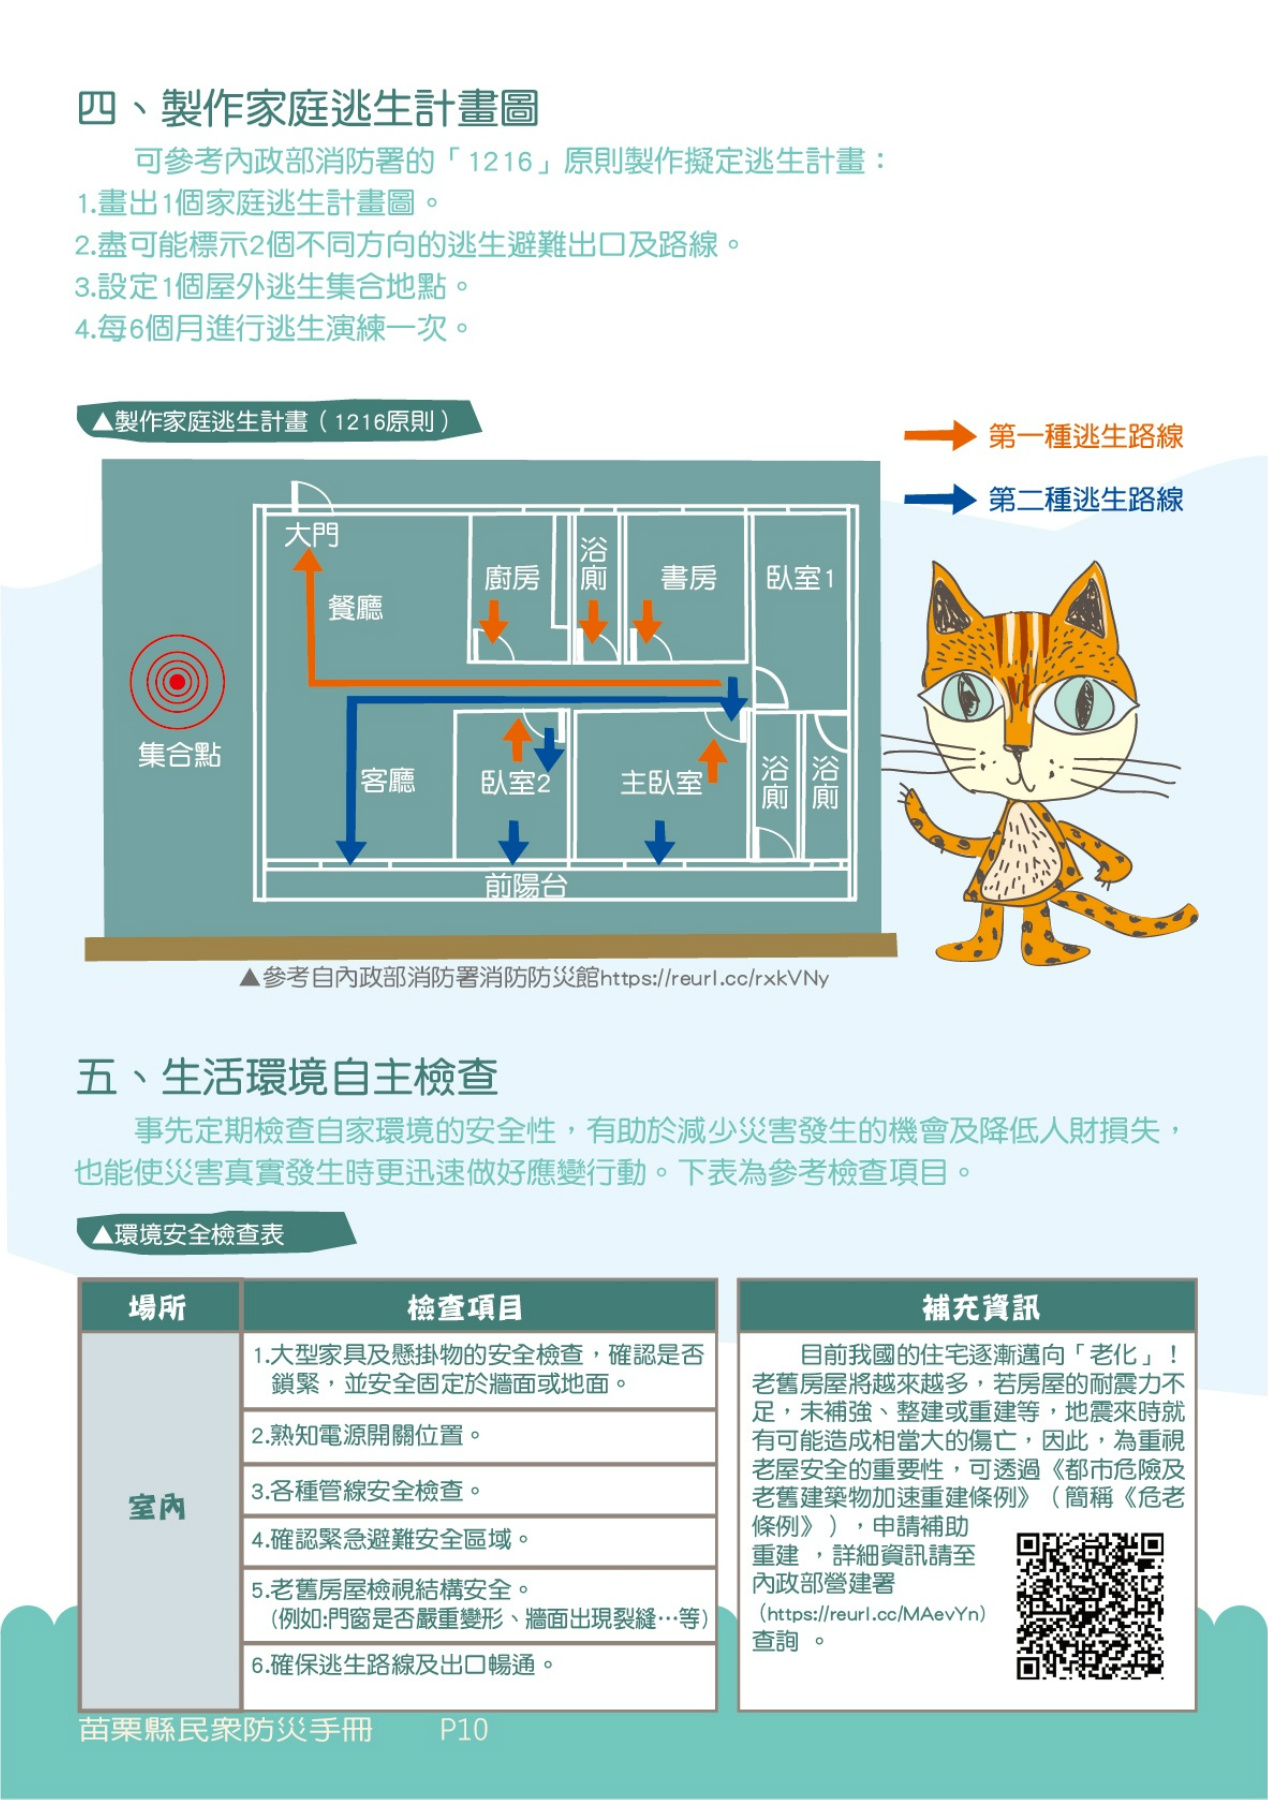 四、製作家庭逃生計畫圖
可參考內政部消防署的「1216」原則製作擬定逃生計畫：
1.畫出1個家庭逃生計畫圖。
2.盡可能標示2個不同方向的逃生避難出口及路線。
3.設定1個屋外逃生集合地點。
4.每6個月進行逃生演練一次。
▲製作家庭逃生計畫（1216原則）
第一種逃生路線
第二種逃生路線
大門
餐廳
廚房
浴廁
書房
臥室1
集合點
客廳
臥室2
主臥室
浴廁
浴廁
前陽台
▲參考自內政部消防署消防防災館https://reurl.cc/rxkVNy
五、生活環境自主檢查
事先定期檢查自家環境的安全性，有助於減少災害發生的機會及降低人財損失，
也能使災害真實發生時更迅速做好應變行動。下表為參考檢查項目。
▲環境安全檢查表
場所
檢查項目
室內
1.大型家具及懸掛物的安全檢查，確認是否
鎖緊，並安全固定於牆面或地面。
2.熟知電源開關位置。
3.各種管線安全檢查。
4.確認緊急避難安全區域。
5.老舊房屋檢視結構安全。
(例如:門窗是否嚴重變形、牆面出現裂縫…等)
6.確保逃生路線及出口暢通。
補充資訊
目前我國的住宅逐漸邁向「老化」！
老舊房屋將越來越多，若房屋的耐震力不
足，未補強、整建或重建等，地震來時就
有可能造成相當大的傷亡，因此，為重視
老屋安全的重要性，可透過《都市危險及
老舊建築物加速重建條例》（簡稱《危老
條例》），申請補助
重建 ，詳細資訊請至
內政部營建署
（https://reurl.cc/MAevYn）
查詢 。
苗栗縣民眾防災手冊 P10